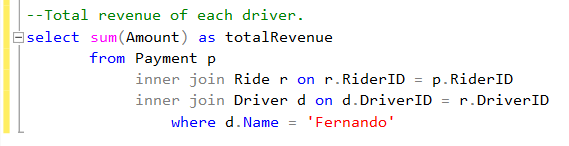 --Total revenue of each driver.
select sum(Amount) as totalRevenue
from Payment p
inner join Ride r on r.RiderID = p.RiderID
inner join Driver d on d.DriverID = r.DriverID
where d.Name = 'Fernando'